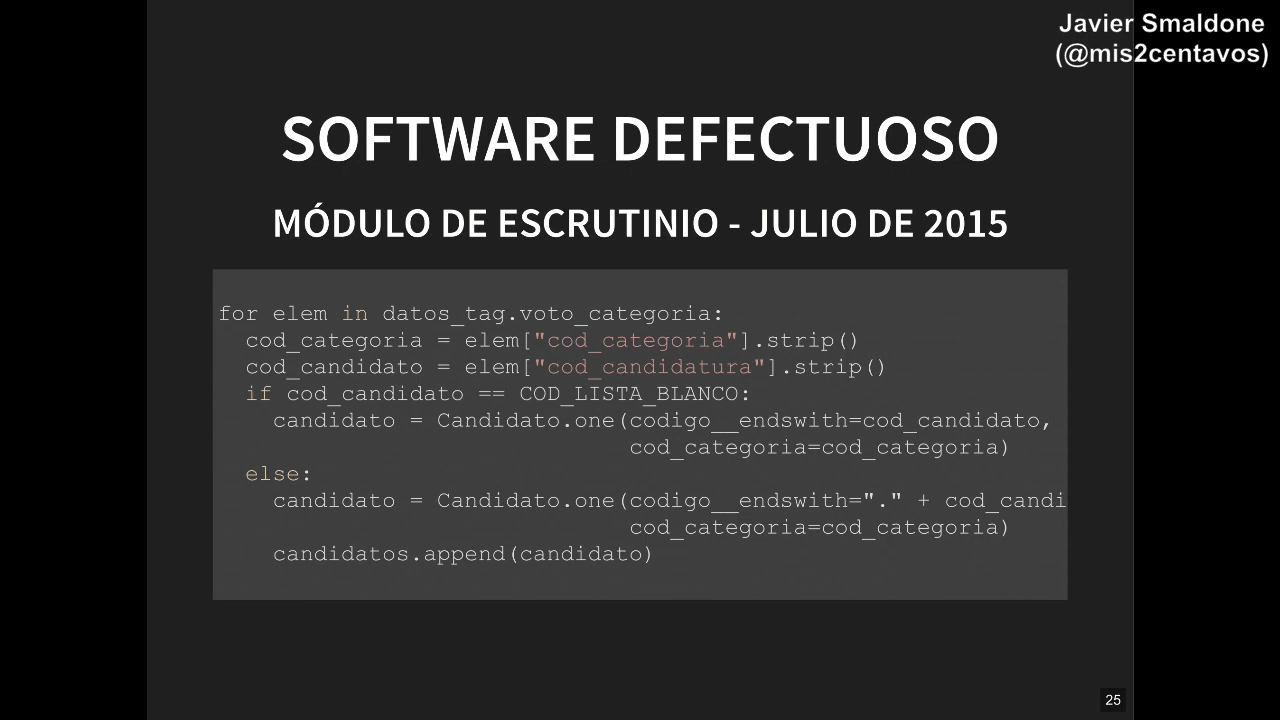 Javier Smaldone
(@mis2centavos)
SOFTWARE DEFECTUOSO
MÓDULO DE ESCRUTINIO - JULIO DE 2015
for elem in datos_tag.voto_categoria:
  cod_categoria = elem["cod_categoria"].strip()
  cod_candidato = elem["cod_candidatura"].strip()
  if cod_candidato == COD_LISTA_BLANCO:
    candidato = Candidato.one(codigo__endswith=cod_candidato,
                              cod_categoria=cod_categoria)
  else:
    candidato = Candidato.one(codigo__endswith="." + cod_candi
                              cod_categoria=cod_categoria)
    candidatos.append(candidato)
25